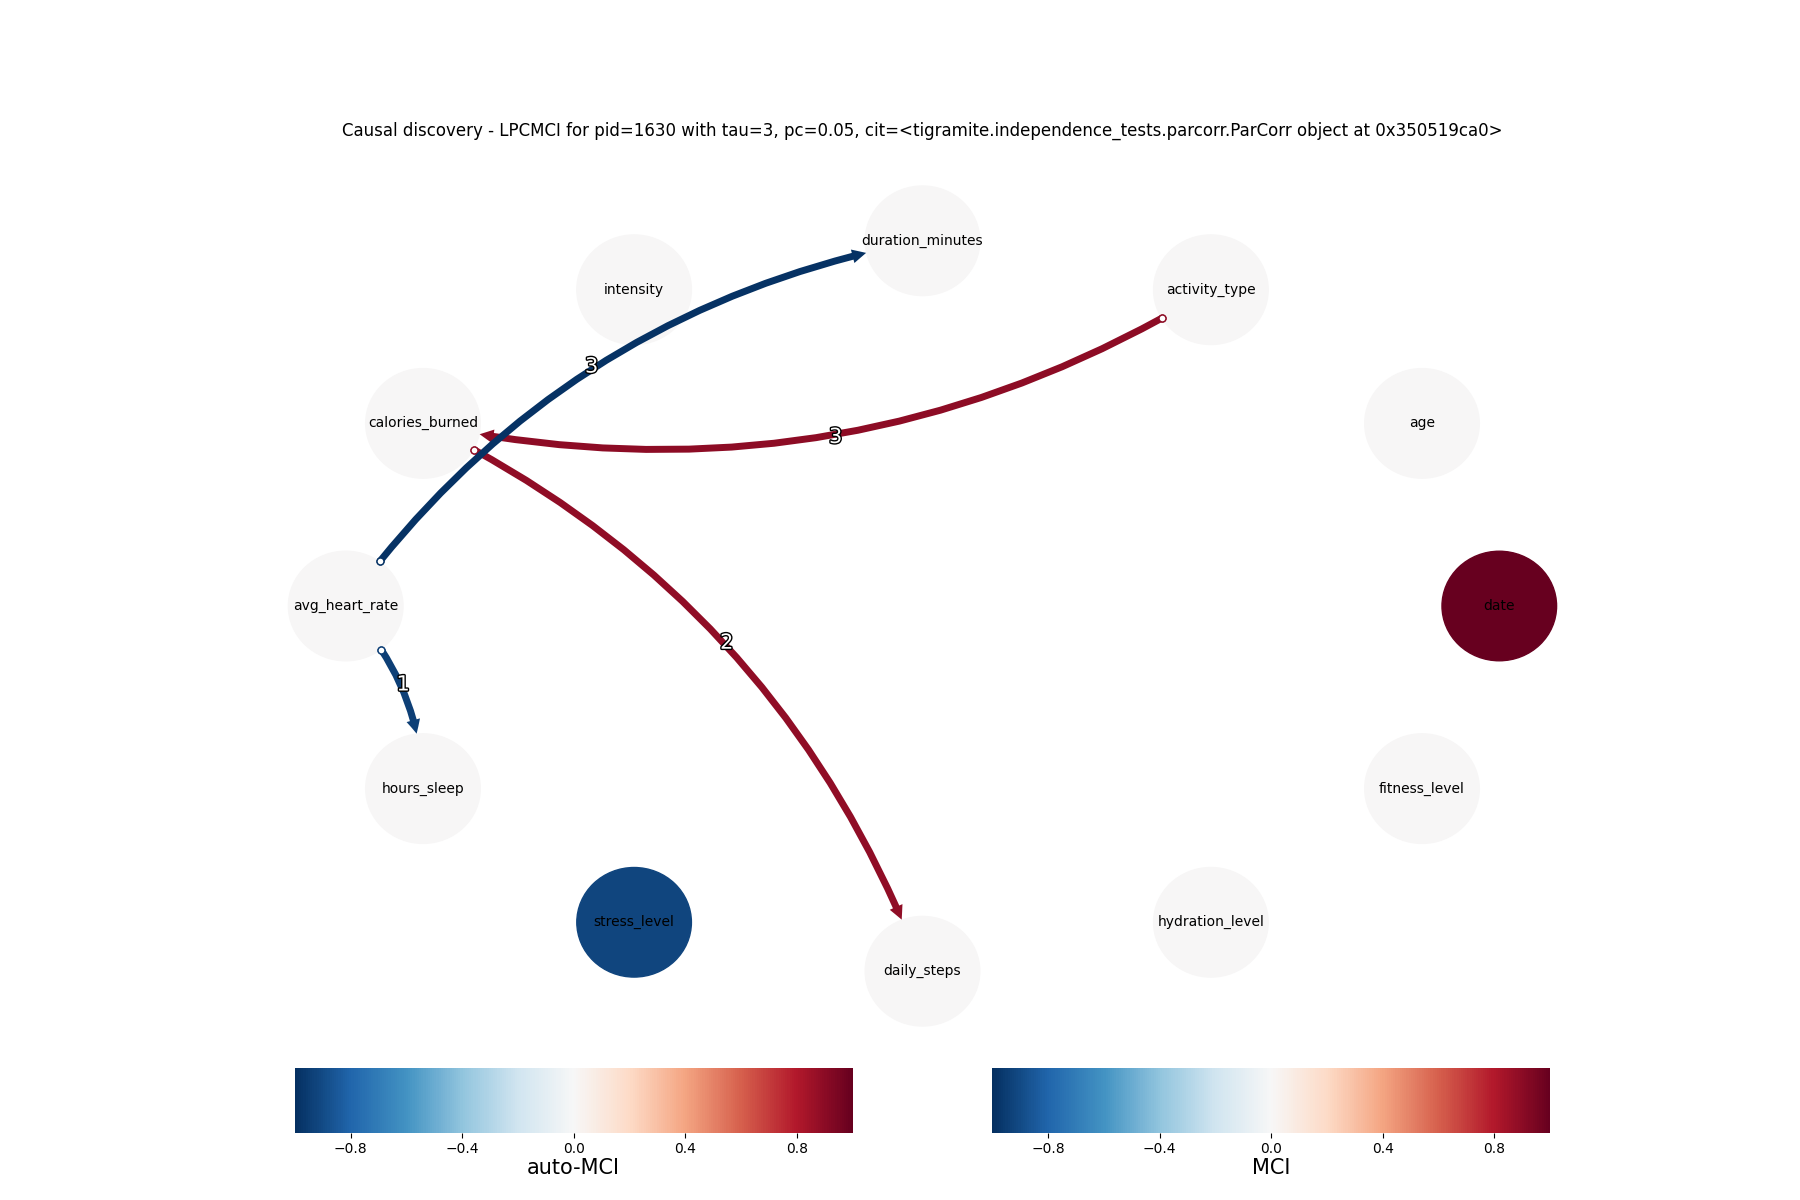 Causal discovery - LPCMCI for pid=1630 with tau=3, pc=0.05, cit=<tigramite.independence_tests.parcorr.ParCorr object at 0x350519ca0>
duration_minutes
intensity
activity_type
3
calories_burned
age
3
avg_heart_rate
date
2
1
hours_sleep
fitness_level
stress_level
hydration_level
daily_steps
−0.8 −0.4 0.0 0.4 0.8
auto-MCI
−0.8 −0.4 0.0 0.4 0.8
MCI